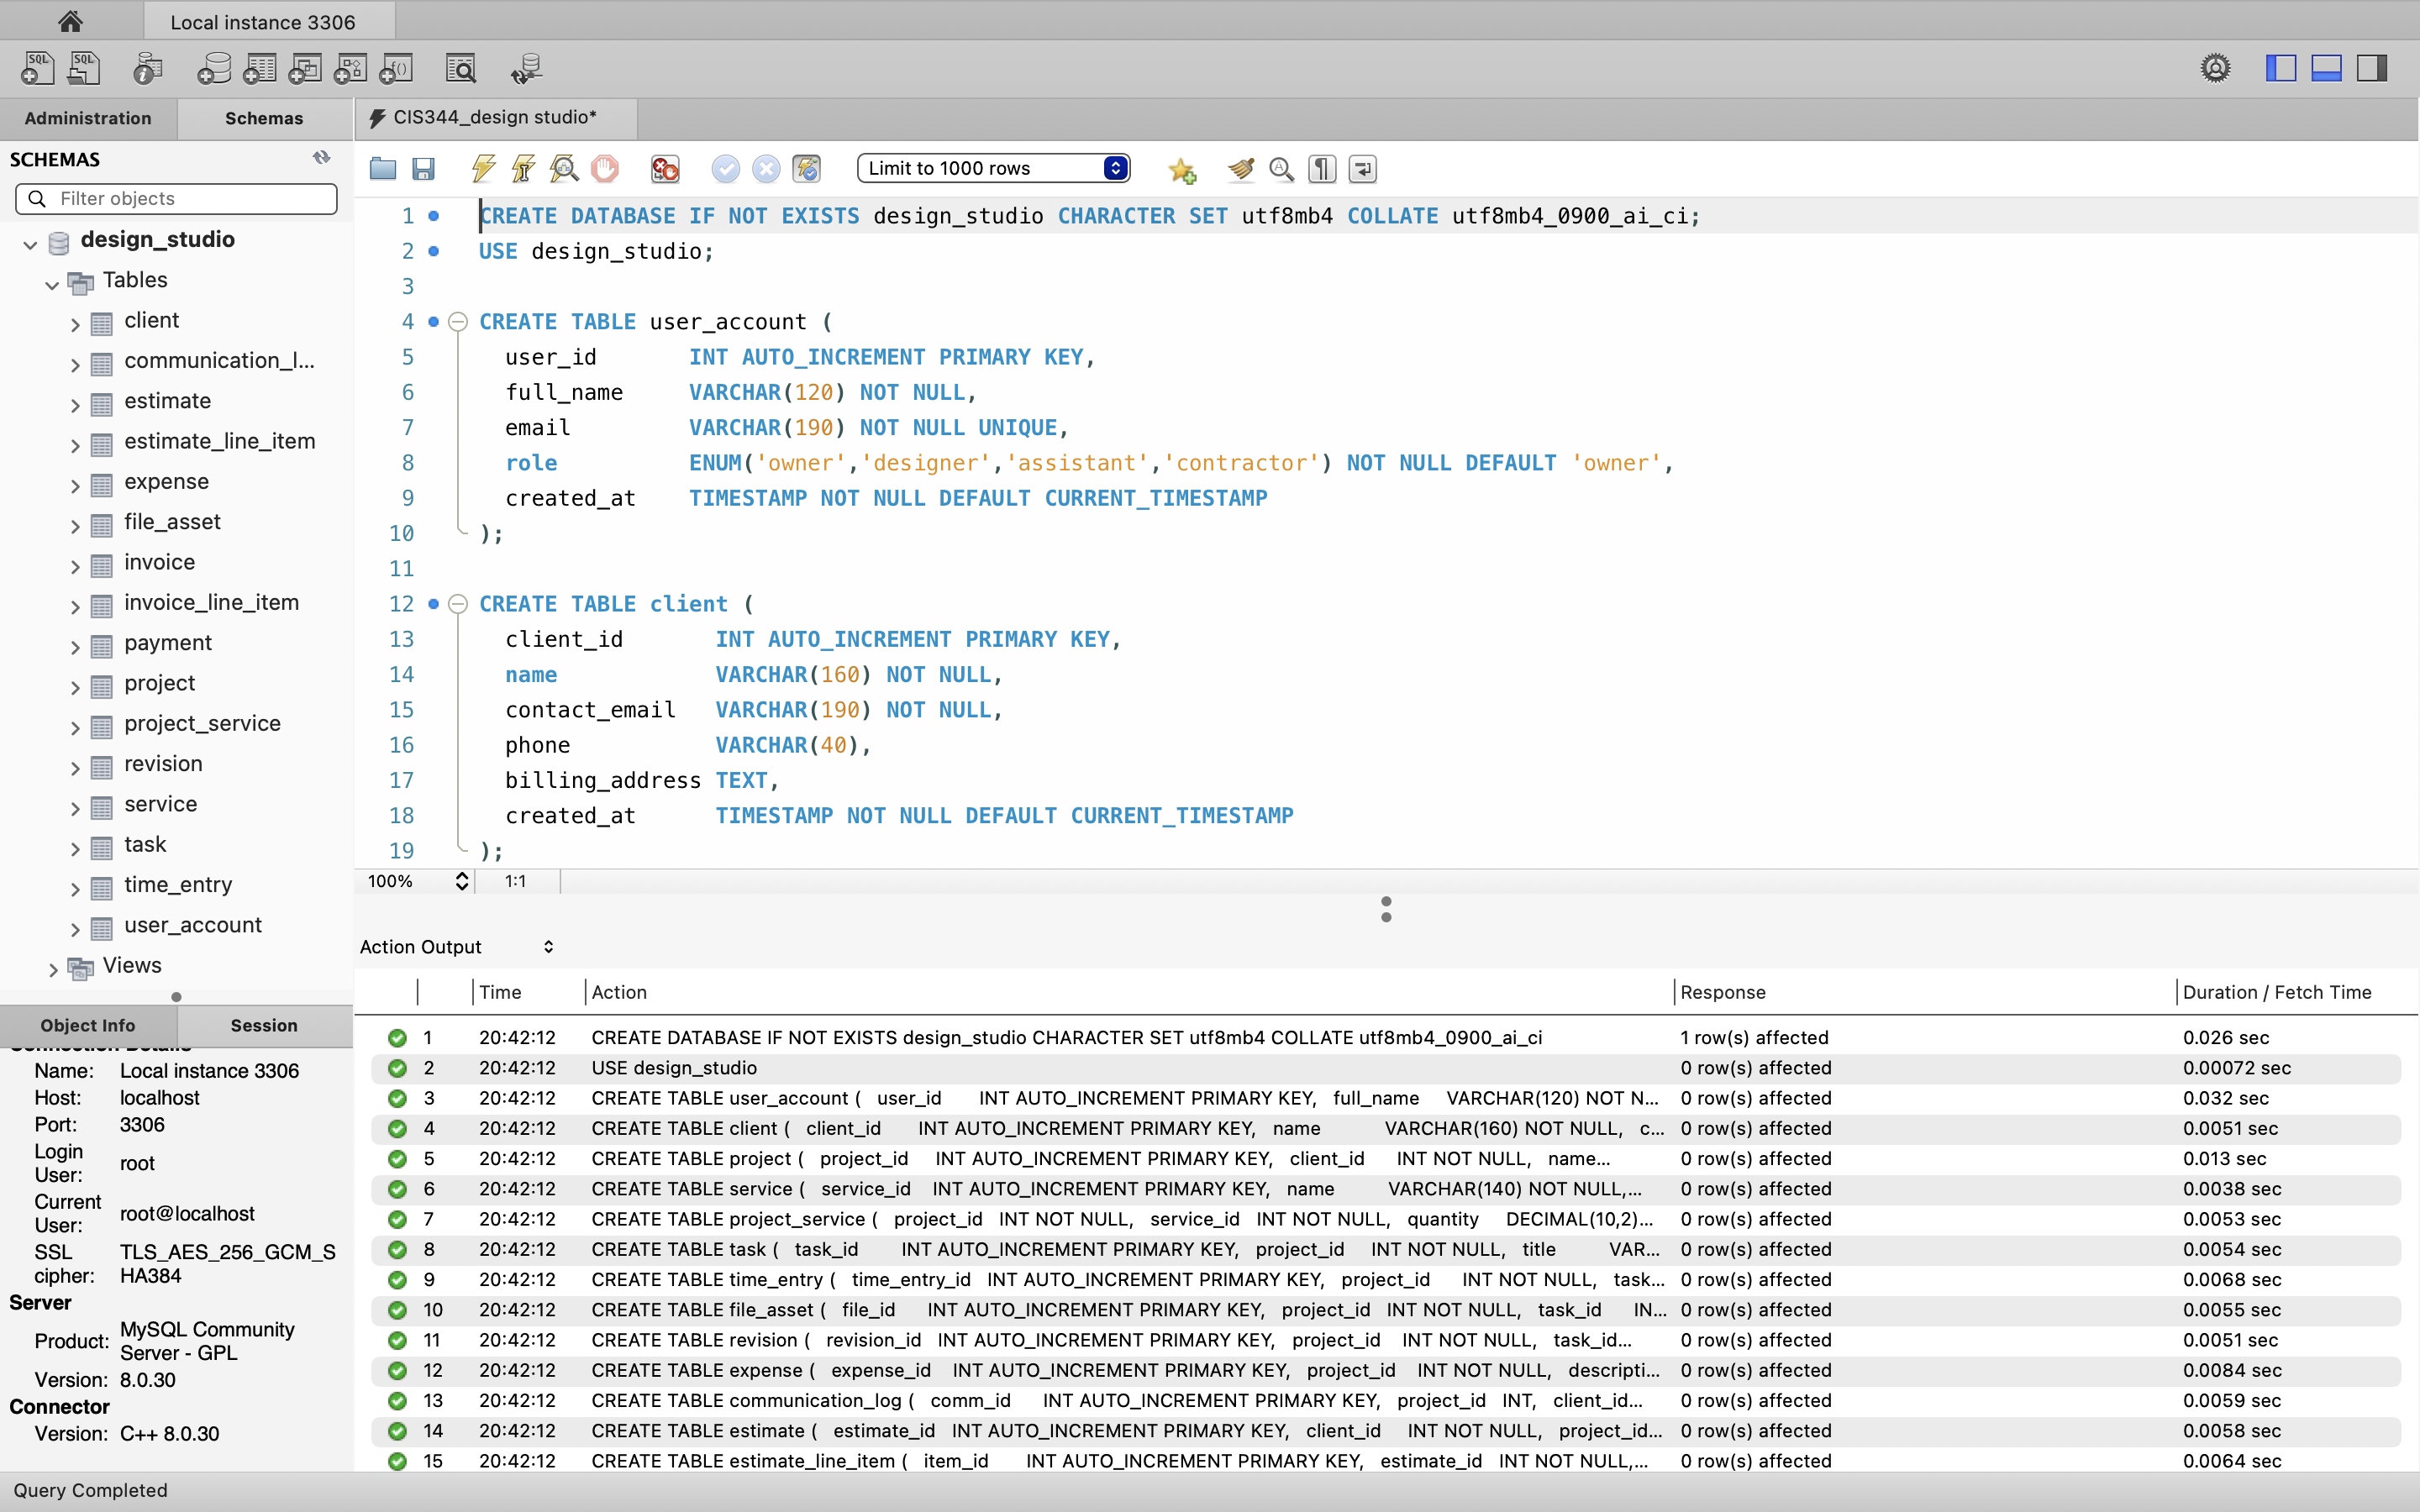 Local instance 3306
SQL SQL
Administration Schemas
CIS344_design studio*
SCHEMAS
Filter objects
Limit to 1000 rows
design_studio
Tables
client
communication_l...
estimate
estimate_line_item
expense
file_asset
invoice
invoice_line_item
payment
project
project_service
revision
service
task
time_entry
user_account
Views
1 CREATE DATABASE IF NOT EXISTS design_studio CHARACTER SET utf8mb4 COLLATE utf8mb4_0900_ai_ci;
2 USE design_studio;
3
4 CREATE TABLE user_account (
5 user_id INT AUTO_INCREMENT PRIMARY KEY,
6 full_name VARCHAR(120) NOT NULL,
7 email VARCHAR(190) NOT NULL UNIQUE,
8 role ENUM('owner','designer','assistant','contractor') NOT NULL DEFAULT 'owner',
9 created_at TIMESTAMP NOT NULL DEFAULT CURRENT_TIMESTAMP
10 );
11
12 CREATE TABLE client (
13 client_id INT AUTO_INCREMENT PRIMARY KEY,
14 name VARCHAR(160) NOT NULL,
15 contact_email VARCHAR(190) NOT NULL,
16 phone VARCHAR(40),
17 billing_address TEXT,
18 created_at TIMESTAMP NOT NULL DEFAULT CURRENT_TIMESTAMP
19 );
100% 1:1
Action Output
Time Action Response Duration / Fetch Time
1 20:42:12 CREATE DATABASE IF NOT EXISTS design_studio CHARACTER SET utf8mb4 COLLATE utf8mb4_0900_ai_ci 1 row(s) affected 0.026 sec
2 20:42:12 USE design_studio 0 row(s) affected 0.00072 sec
3 20:42:12 CREATE TABLE user_account ( user_id INT AUTO_INCREMENT PRIMARY KEY, full_name VARCHAR(120) NOT N... 0 row(s) affected 0.032 sec
4 20:42:12 CREATE TABLE client ( client_id INT AUTO_INCREMENT PRIMARY KEY, name VARCHAR(160) NOT NULL, c... 0 row(s) affected 0.0051 sec
5 20:42:12 CREATE TABLE project ( project_id INT AUTO_INCREMENT PRIMARY KEY, client_id INT NOT NULL, name... 0 row(s) affected 0.013 sec
6 20:42:12 CREATE TABLE service ( service_id INT AUTO_INCREMENT PRIMARY KEY, name VARCHAR(140) NOT NULL,... 0 row(s) affected 0.0038 sec
7 20:42:12 CREATE TABLE project_service ( project_id INT NOT NULL, service_id INT NOT NULL, quantity DECIMAL(10,2)... 0 row(s) affected 0.0053 sec
8 20:42:12 CREATE TABLE task ( task_id INT AUTO_INCREMENT PRIMARY KEY, project_id INT NOT NULL, title VAR... 0 row(s) affected 0.0054 sec
9 20:42:12 CREATE TABLE time_entry ( time_entry_id INT AUTO_INCREMENT PRIMARY KEY, project_id INT NOT NULL, task... 0 row(s) affected 0.0068 sec
10 20:42:12 CREATE TABLE file_asset ( file_id INT AUTO_INCREMENT PRIMARY KEY, project_id INT NOT NULL, task_id IN... 0 row(s) affected 0.0055 sec
11 20:42:12 CREATE TABLE revision ( revision_id INT AUTO_INCREMENT PRIMARY KEY, project_id INT NOT NULL, task_id... 0 row(s) affected 0.0051 sec
12 20:42:12 CREATE TABLE expense ( expense_id INT AUTO_INCREMENT PRIMARY KEY, project_id INT NOT NULL, descripti... 0 row(s) affected 0.0084 sec
13 20:42:12 CREATE TABLE communication_log ( comm_id INT AUTO_INCREMENT PRIMARY KEY, project_id INT, client_id... 0 row(s) affected 0.0059 sec
14 20:42:12 CREATE TABLE estimate ( estimate_id INT AUTO_INCREMENT PRIMARY KEY, client_id INT NOT NULL, project_id... 0 row(s) affected 0.0058 sec
15 20:42:12 CREATE TABLE estimate_line_item ( item_id INT AUTO_INCREMENT PRIMARY KEY, estimate_id INT NOT NULL,... 0 row(s) affected 0.0064 sec
Object Info Session
Connection Details
Name: Local instance 3306
Host: localhost
Port: 3306
Login User: root
Current User: root@localhost
SSL cipher: TLS_AES_256_GCM_S
HA384
Server
Product: MySQL Community
Server - GPL
Version: 8.0.30
Connector
Version: C++ 8.0.30
Query Completed